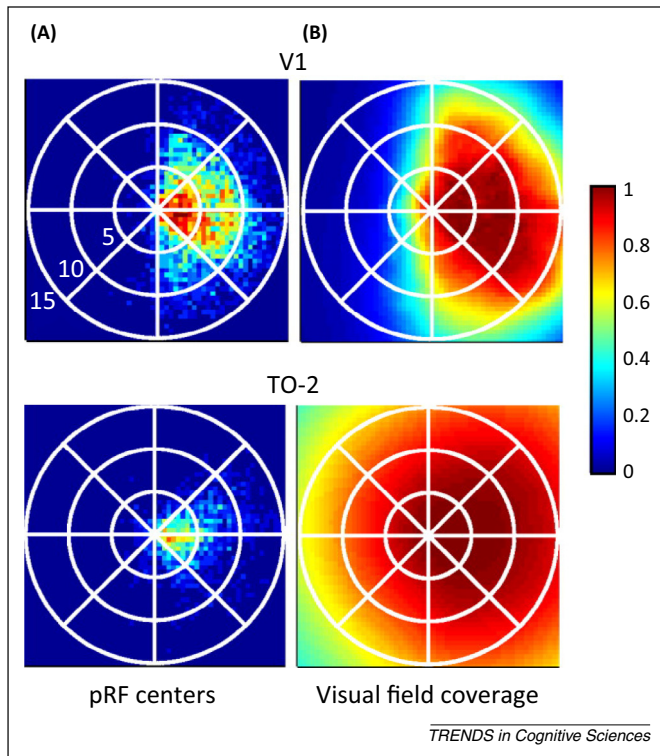 (A)
(B)
V1
5
10
15
1
0.8
0.6
0.4
0.2
0
TO-2
pRF centers
Visual field coverage
TRENDS in Cognitive Sciences